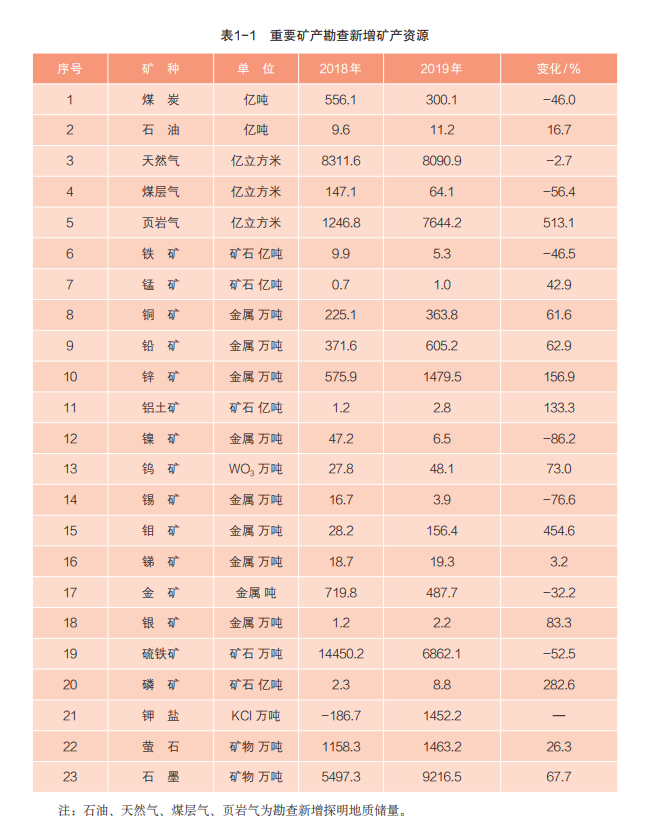 表1-1 重要矿产勘查新增矿产资源
序号 矿 种 单 位 2018年 2019年 变化/%
1 煤 炭 亿吨 556.1 300.1 -46.0
2 石 油 亿吨 9.6 11.2 16.7
3 天然气 亿立方米 8311.6 8090.9 -2.7
4 煤层气 亿立方米 147.1 64.1 -56.4
5 页岩气 亿立方米 1246.8 7644.2 513.1
6 铁 矿 矿石 亿吨 9.9 5.3 -46.5
7 锰 矿 矿石 亿吨 0.7 1.0 42.9
8 铜 矿 金属 万吨 225.1 363.8 61.6
9 铅 矿 金属 万吨 371.6 605.2 62.9
10 锌 矿 金属 万吨 575.9 1479.5 156.9
11 铝土矿 矿石 亿吨 1.2 2.8 133.3
12 镍 矿 金属 万吨 47.2 6.5 -86.2
13 钨 矿 WO₃ 万吨 27.8 48.1 73.0
14 锡 矿 金属 万吨 16.7 3.9 -76.6
15 钼 矿 金属 万吨 28.2 156.4 454.6
16 锑 矿 金属 万吨 18.7 19.3 3.2
17 金 矿 金属 吨 719.8 487.7 -32.2
18 银 矿 金属 万吨 1.2 2.2 83.3
19 硫铁矿 矿石 万吨 14450.2 6862.1 -52.5
20 磷 矿 矿石 亿吨 2.3 8.8 282.6
21 钾 盐 KCl 万吨 -186.7 1452.2 —
22 萤 石 矿物 万吨 1158.3 1463.2 26.3
23 石 墨 矿物 万吨 5497.3 9216.5 67.7
注：石油、天然气、煤层气、页岩气为勘查新增探明地质储量。